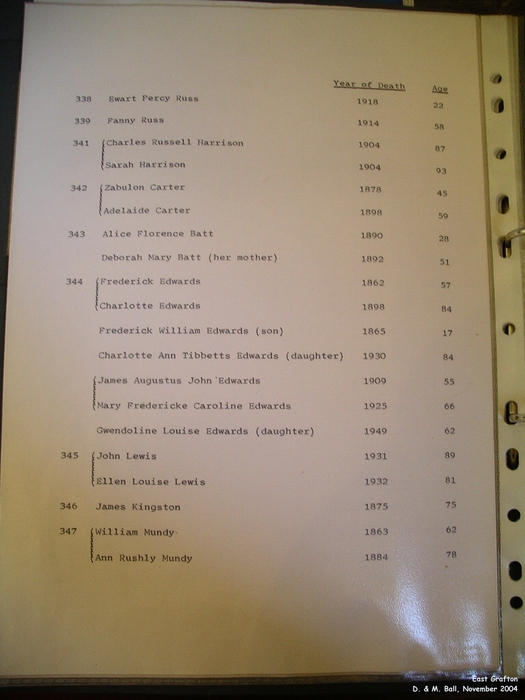 Year of Death Age
338 Ewart Percy Russ 1918 22
339 Fanny Russ 1914 58
341 Charles Russell Harrison 1904 87
Sarah Harrison 1904 93
342 Zabulon Carter 1878 45
Adelaide Carter 1898 59
343 Alice Florence Batt 1890 28
Deborah Mary Batt (her mother) 1892 51
344 Frederick Edwards 1862 57
Charlotte Edwards 1898 84
Frederick William Edwards (son) 1865 17
Charlotte Ann Tibbetts Edwards (daughter) 1930 84
James Augustus John Edwards 1909 55
Mary Fredericke Caroline Edwards 1925 66
Gwendoline Louise Edwards (daughter) 1949 62
345 John Lewis 1931 89
Ellen Louise Lewis 1932 81
346 James Kingston 1875 75
347 William Mundy 1863 62
Ann Rushly Mundy 1884 78
East Grafton
D. & M. Ball, November 2004